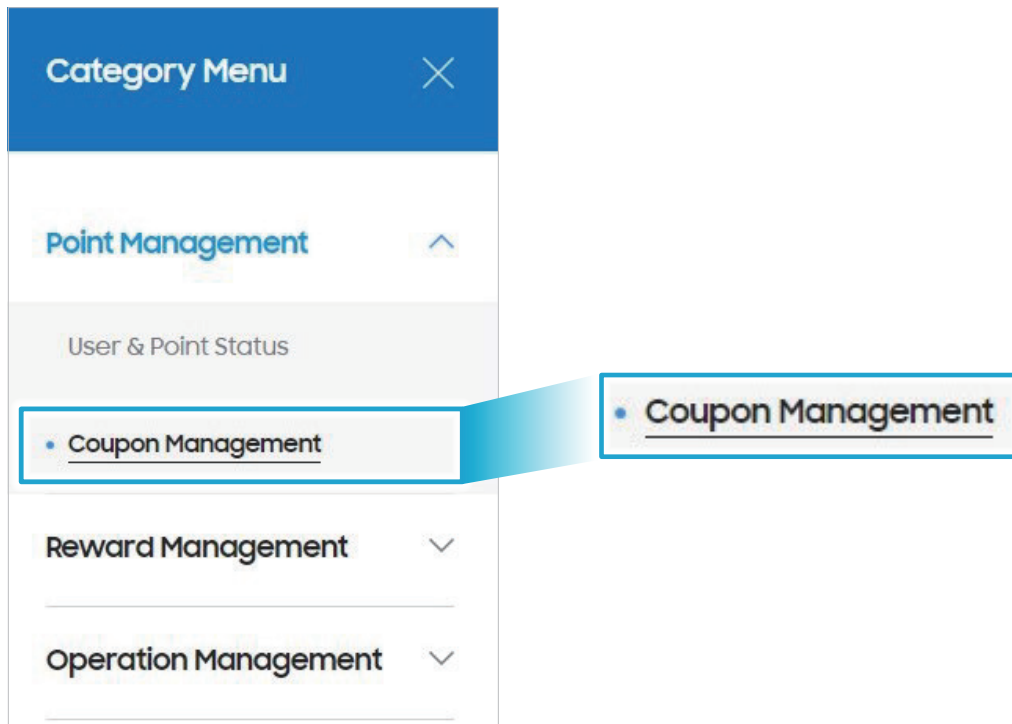 Category Menu
Point Management
User & Point Status
• Coupon Management
• Coupon Management
Reward Management
Operation Management